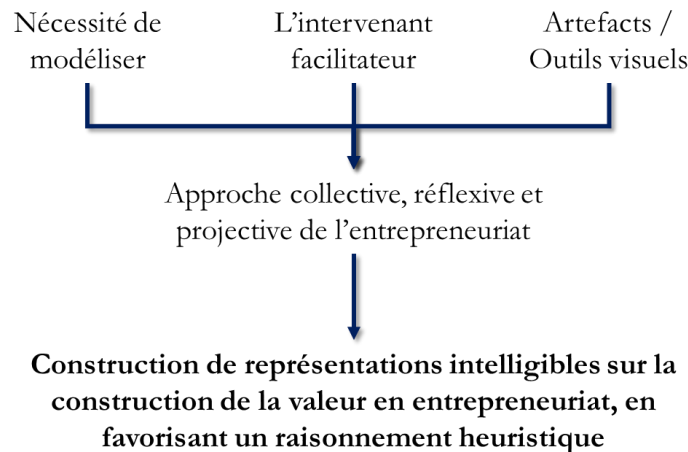 Nécessité de
modéliser
L'intervenant
facilitateur
Artefacts /
Outils visuels
Approche collective, réflexive et
projective de l'entrepreneuriat
Construction de représentations intelligibles sur la
construction de la valeur en entrepreneuriat, en
favorisant un raisonnement heuristique